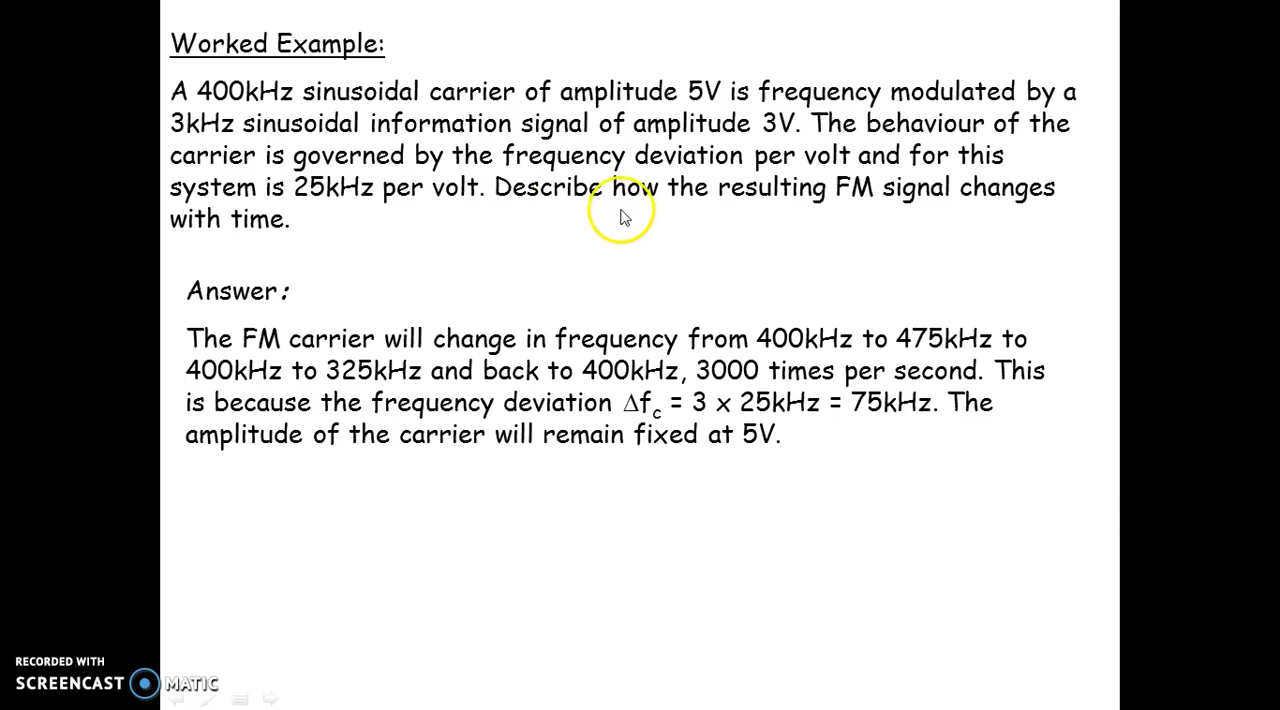 Worked Example:
A 400kHz sinusoidal carrier of amplitude 5V is frequency modulated by a
3kHz sinusoidal information signal of amplitude 3V. The behaviour of the
carrier is governed by the frequency deviation per volt and for this
system is 25kHz per volt. Describe how the resulting FM signal changes
with time.
Answer:
The FM carrier will change in frequency from 400kHz to 475kHz to
400kHz to 325kHz and back to 400kHz, 3000 times per second. This
is because the frequency deviation Δfc = 3 x 25kHz = 75kHz. The
amplitude of the carrier will remain fixed at 5V.
RECORDED WITH
SCREENCAST MATIC